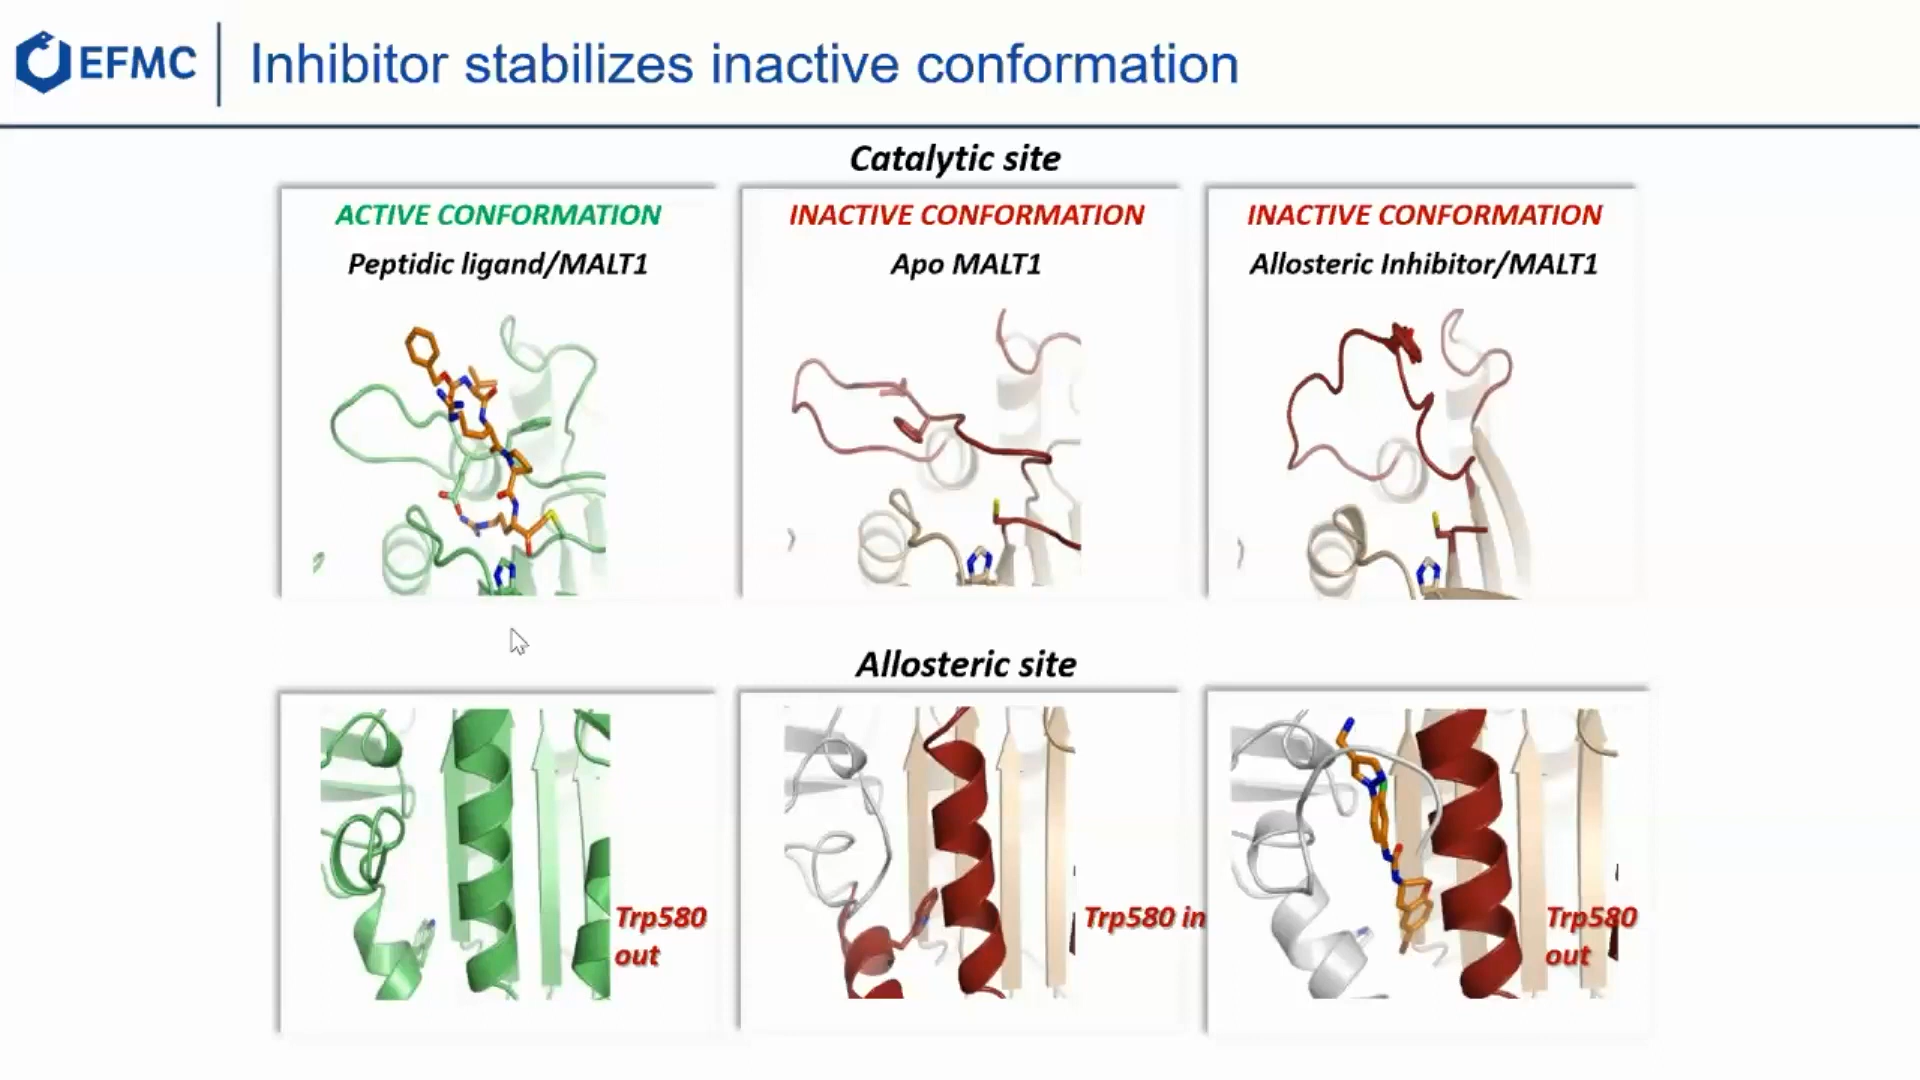 EFMC
Inhibitor stabilizes inactive conformation
Catalytic site
ACTIVE CONFORMATION
Peptidic ligand/MALT1
INACTIVE CONFORMATION
Apo MALT1
INACTIVE CONFORMATION
Allosteric Inhibitor/MALT1
Allosteric site
Trp580
out
Trp580 in
Trp580
out